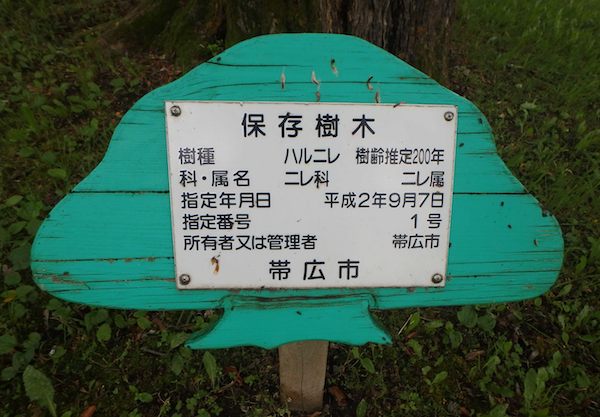 保存樹木
樹種 ハルニレ 樹齢推定200年
科・属名 ニレ科 ニレ属
指定年月日 平成2年9月7日
指定番号 1号
所有者又は管理者 帯広市
帯広市